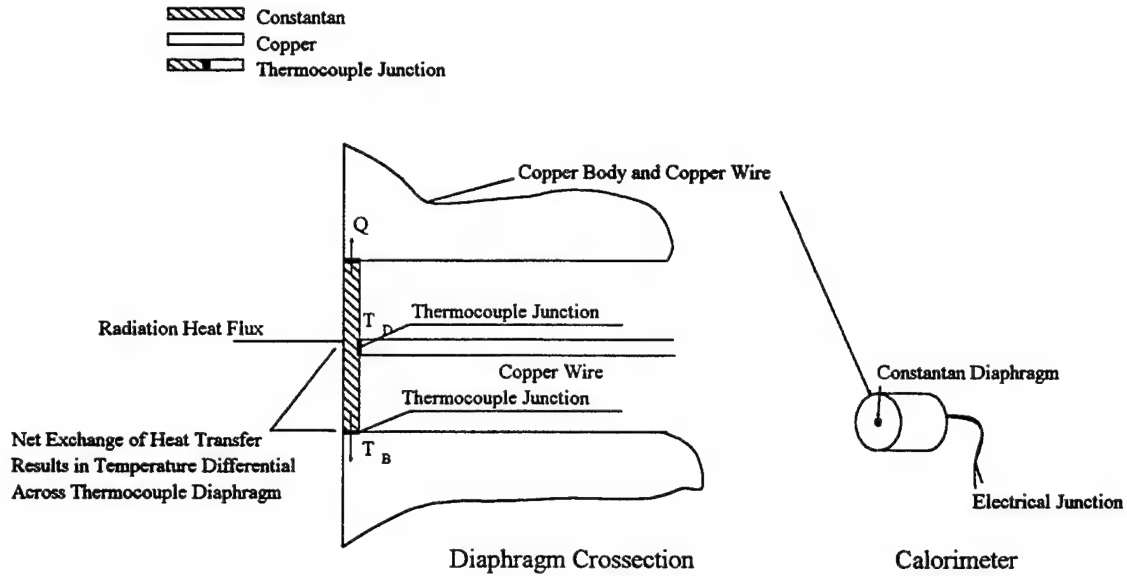 Constantan
Copper
Thermocouple Junction
Copper Body and Copper Wire
Q
Thermocouple Junction
T D
Radiation Heat Flux
Copper Wire
Constantan Diaphragm
Thermocouple Junction
Net Exchange of Heat Transfer
Results in Temperature Differential
Across Thermocouple Diaphragm
T B
Electrical Junction
Diaphragm Crossection
Calorimeter